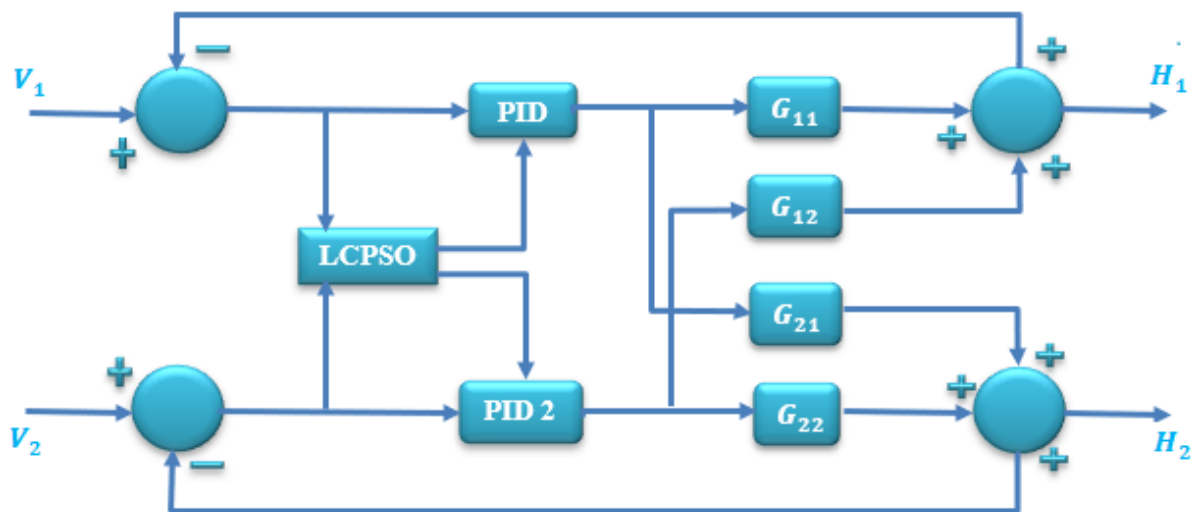 V₁
−
+
PID
G₁₁
+
+
+
H₁
G₁₂
LCPSO
G₂₁
V₂
+
−
PID 2
G₂₂
+
+
+
H₂